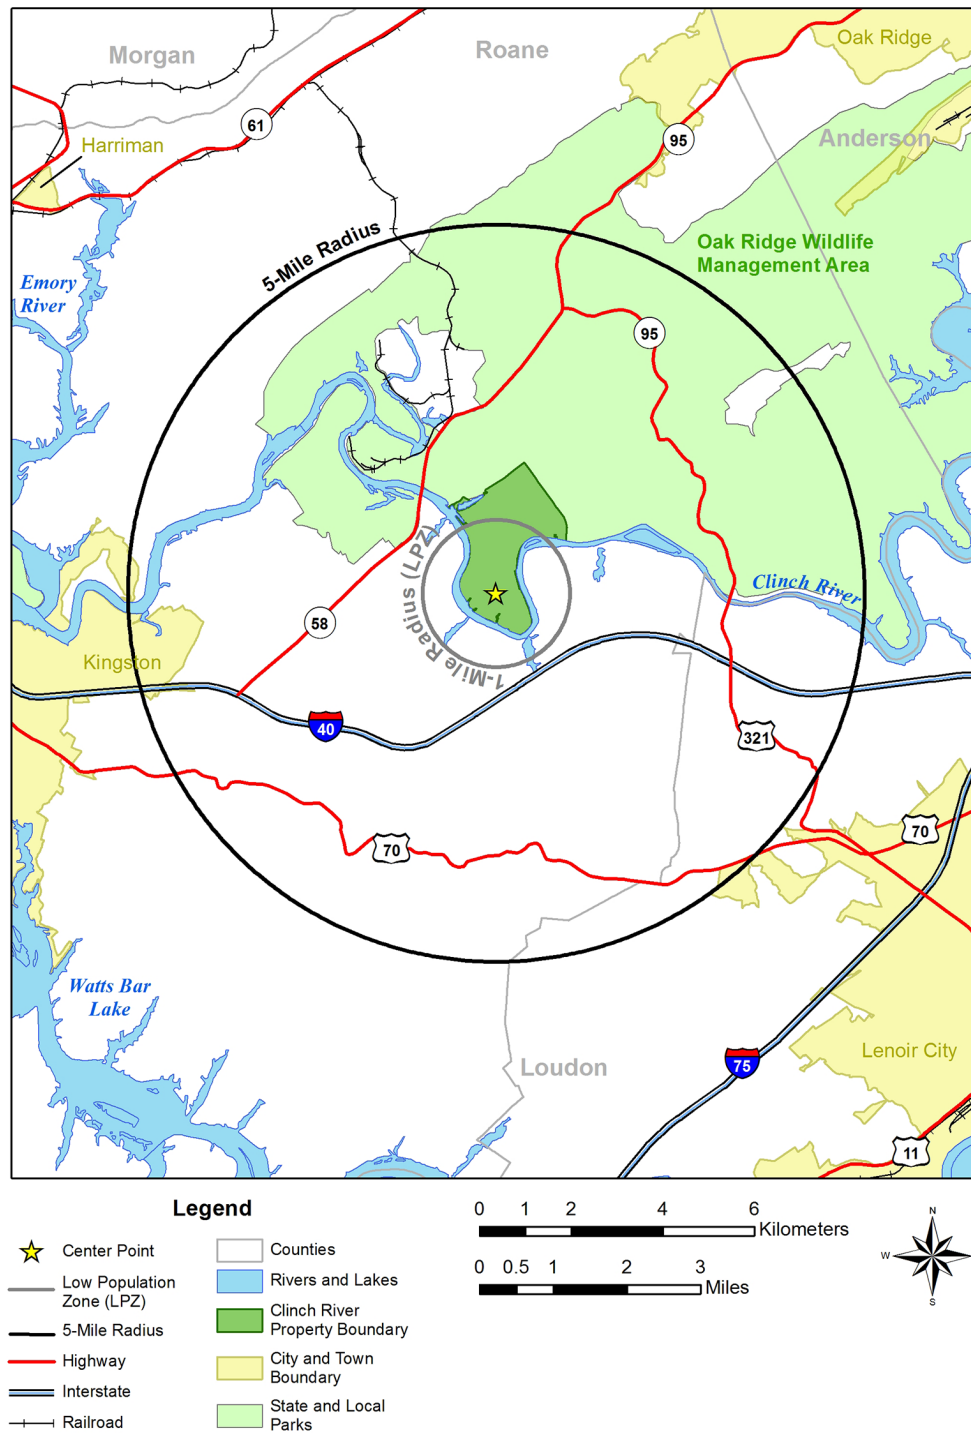 Morgan
Roane
Oak Ridge
61
95
Anderson
Harriman
5-Mile Radius
Oak Ridge Wildlife
Management Area
Emory
River
95
1-Mile Radius (LPZ)
Clinch River
58
Kingston
40
321
70
70
Watts Bar
Lake
Loudon
Lenoir City
75
11
Legend
Center Point
Low Population
Zone (LPZ)
5-Mile Radius
Highway
Interstate
Railroad
Counties
Rivers and Lakes
Clinch River
Property Boundary
City and Town
Boundary
State and Local
Parks
0 1 2 4 6
Kilometers
0 0.5 1 2 3
Miles
N
W
E
S